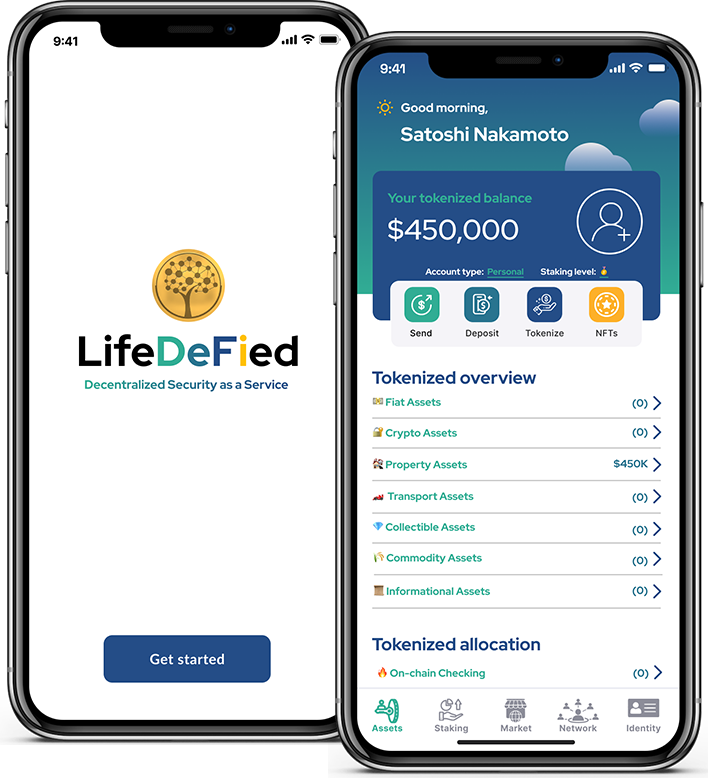 9:41
LifeDeFied
Decentralized Security as a Service
Get started
9:41
Good morning,
Satoshi Nakamoto
Your tokenized balance
$450,000
Account type: Personal Staking level:
Send Deposit Tokenize NFTs
Tokenized overview
Fiat Assets (0)
Crypto Assets (0)
Property Assets $450K
Transport Assets (0)
Collectible Assets (0)
Commodity Assets (0)
Informational Assets (0)
Tokenized allocation
On-chain Checking (0)
Assets Staking Market Network Identity